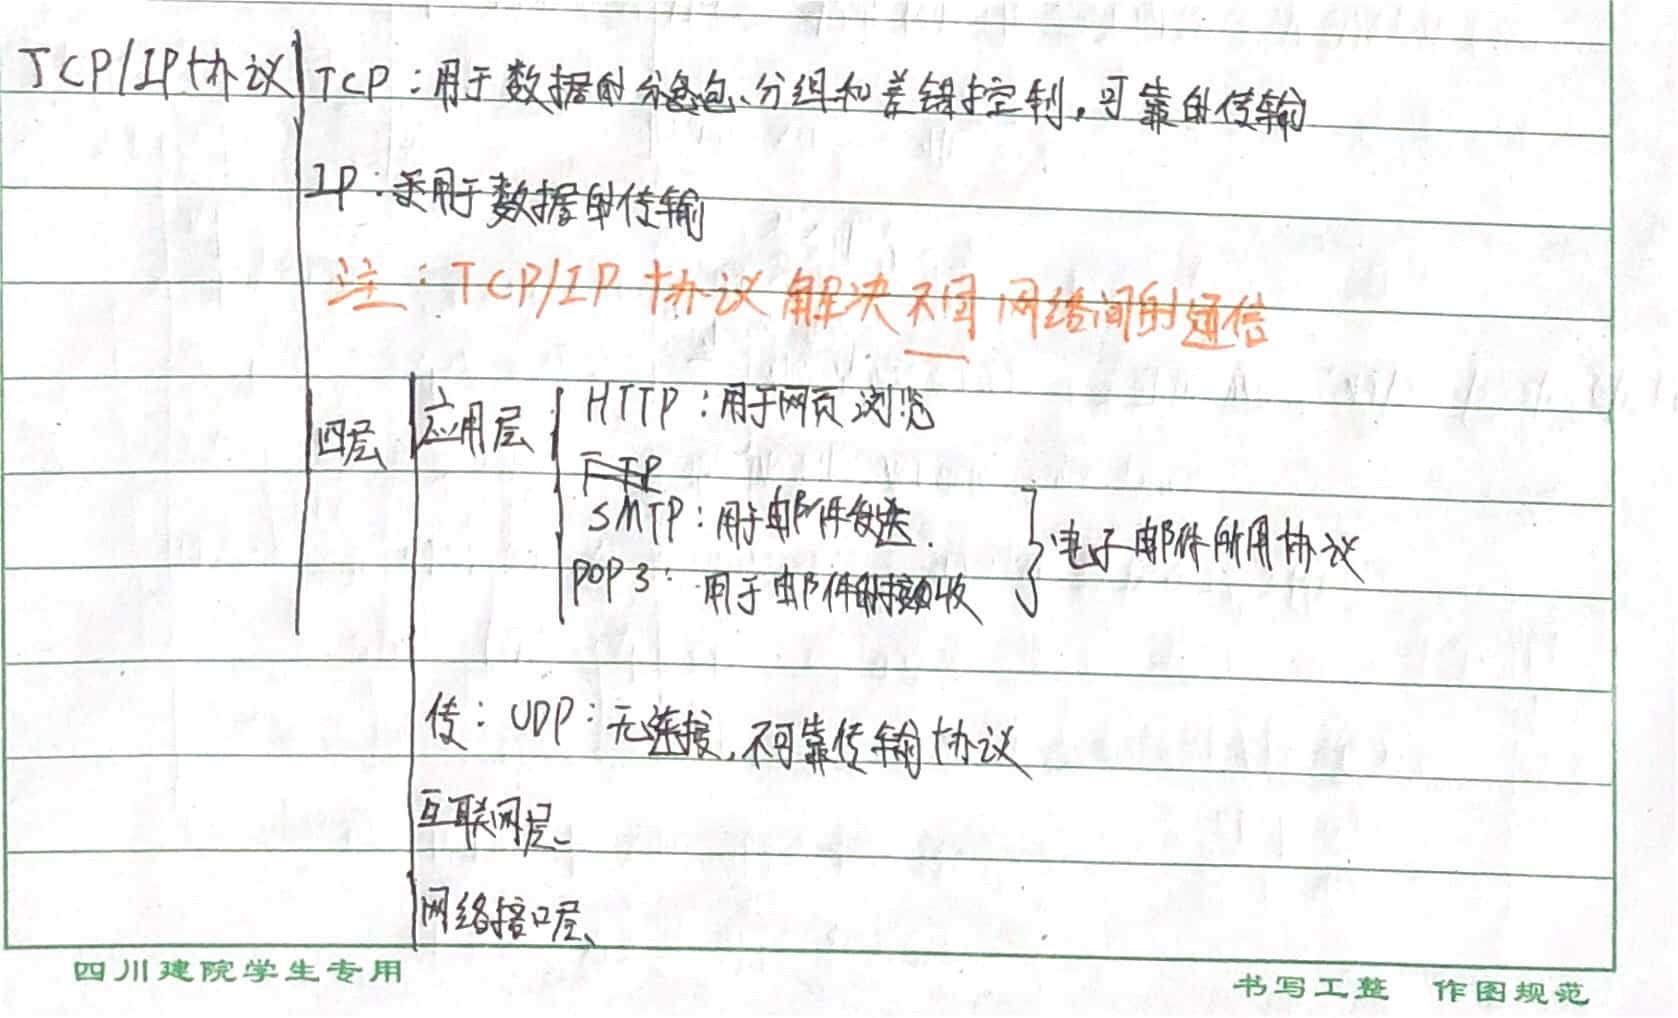 TCP/IP协议
TCP：用于数据的分包、分组和差错控制，可靠的传输
IP：采用于数据的传输
注：TCP/IP协议解决不同网络间的通信
四层
应用层
HTTP：用于网页浏览
FTP
SMTP：用于邮件发送.
POP3：用于邮件的接收
电子邮件所用协议
传：UDP：无连接，不可靠传输协议
互联网层
网络接口层
四川建院学生专用
书写工整 作图规范